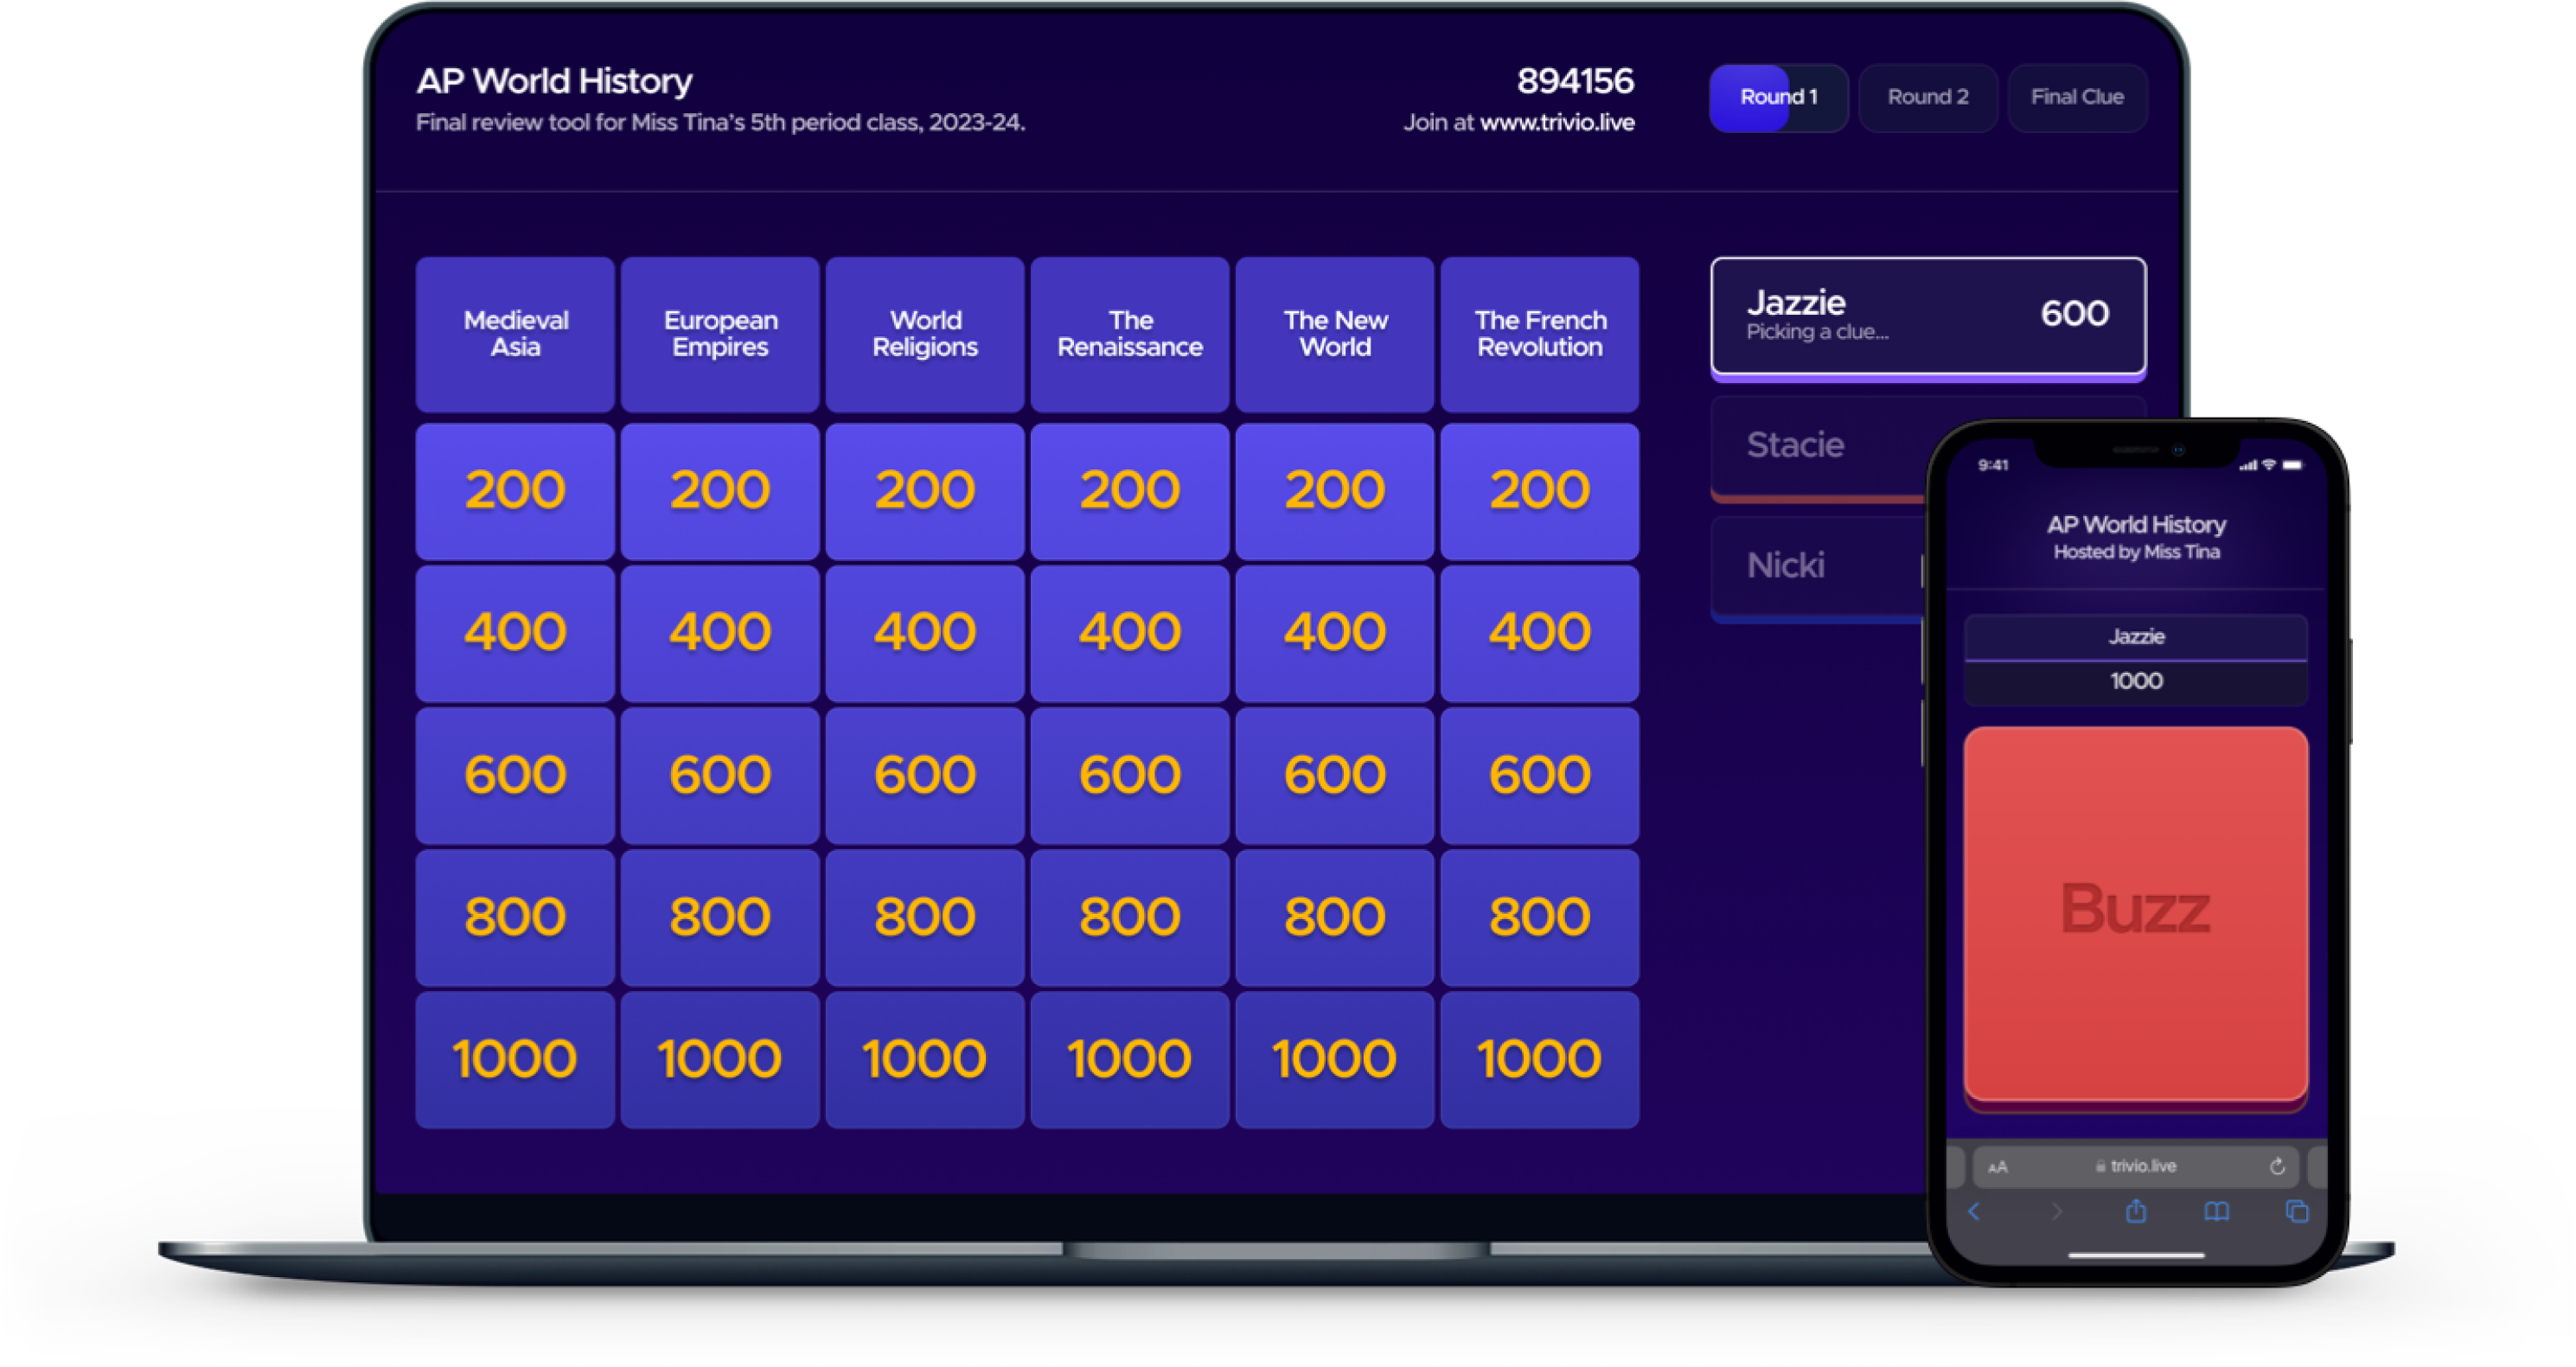 AP World History
Final review tool for Miss Tina's 5th period class, 2023-24.
894156
Join at www.trivio.live
Round 1
Round 2
Final Clue
Medieval
Asia
European
Empires
World
Religions
The
Renaissance
The New
World
The French
Revolution
200 200 200 200 200 200
400 400 400 400 400 400
600 600 600 600 600 600
800 800 800 800 800 800
1000 1000 1000 1000 1000 1000
Jazzie
Picking a clue...
600
Stacie
Nicki
9:41
AP World History
Hosted by Miss Tina
Jazzie
1000
Buzz
AA
trivio.live